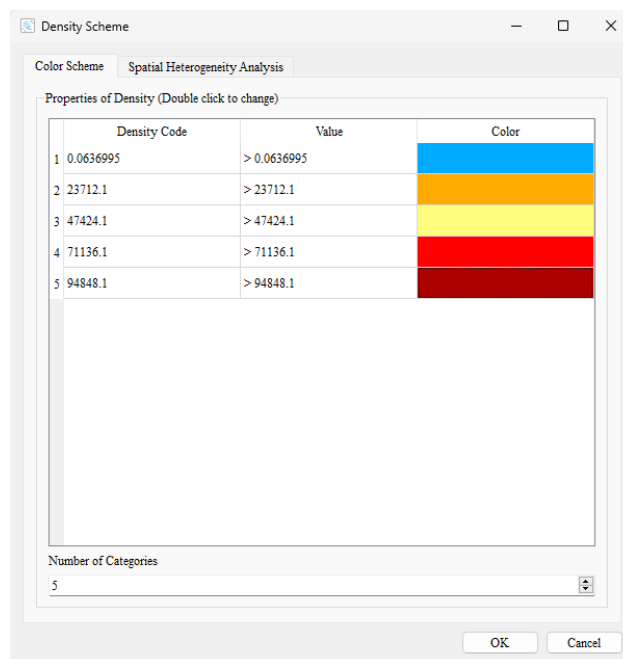 Density Scheme
Color Scheme Spatial Heterogeneity Analysis
Properties of Density (Double click to change)
Density Code Value Color
1 0.0636995 > 0.0636995
2 23712.1 > 23712.1
3 47424.1 > 47424.1
4 71136.1 > 71136.1
5 94848.1 > 94848.1
Number of Categories
5
OK Cancel